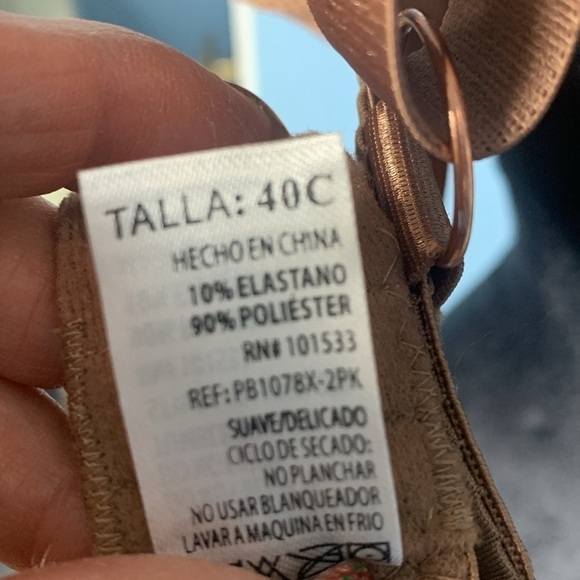 TALLA: 40C
HECHO EN CHINA
10% ELASTANO
90% POLIÉSTER
RN# 101533
REF: PB1078X-2PK
SUAVE/DELICADO
CICLO DE SECADO:
NO PLANCHAR
NO USAR BLANQUEADOR
LAVAR A MAQUINA EN FRIO